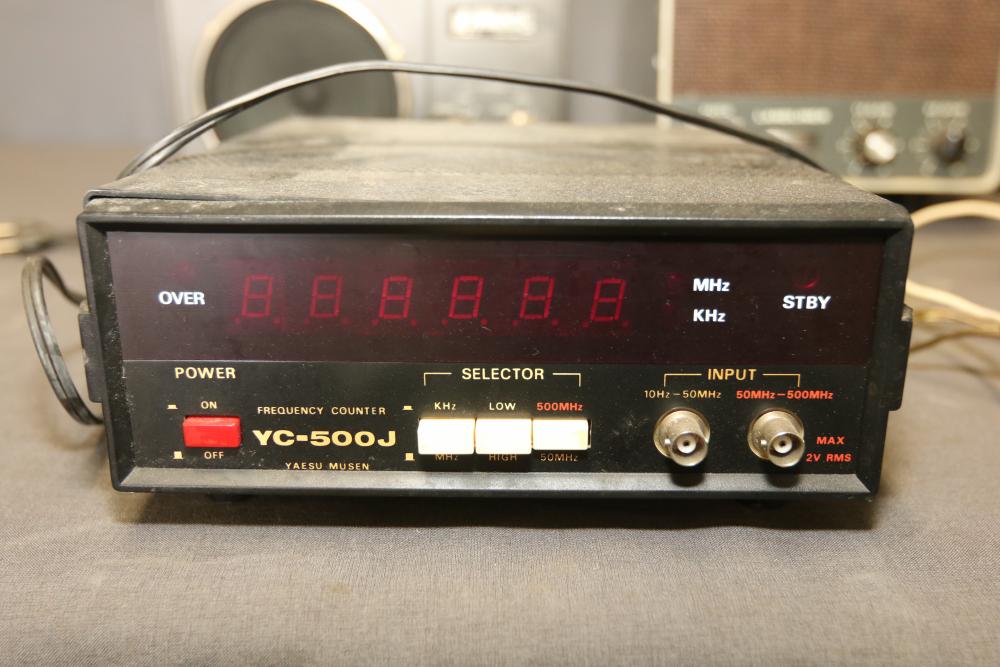 OVER
888888
MHz
KHz
STBY
POWER
ON
OFF
FREQUENCY COUNTER
YC-500J
YAESU MUSEN
SELECTOR
KHz LOW 500MHz
MHz HIGH 50MHz
INPUT
10Hz-50MHz 50MHz-500MHz
MAX
2V RMS